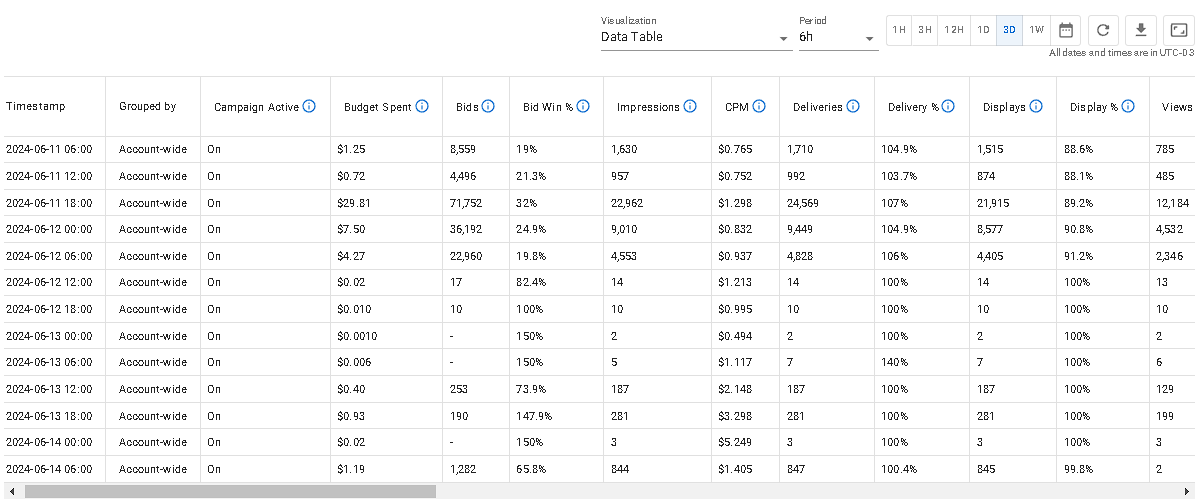 Visualization Period
Data Table 6h 1H 3H 12H 1D 3D 1W
All dates and times are in UTC-03
Timestamp Grouped by Campaign Active Budget Spent Bids Bid Win % Impressions CPM Deliveries Delivery % Displays Display % Views
2024-06-11 06:00 Account-wide On $1.25 8,559 19% 1,630 $0.765 1,710 104.9% 1,515 88.6% 785
2024-06-11 12:00 Account-wide On $0.72 4,496 21.3% 957 $0.752 992 103.7% 874 88.1% 485
2024-06-11 18:00 Account-wide On $29.81 71,752 32% 22,962 $1.298 24,569 107% 21,915 89.2% 12,184
2024-06-12 00:00 Account-wide On $7.50 36,192 24.9% 9,010 $0.832 9,449 104.9% 8,577 90.8% 4,532
2024-06-12 06:00 Account-wide On $4.27 22,960 19.8% 4,553 $0.937 4,828 106% 4,405 91.2% 2,346
2024-06-12 12:00 Account-wide On $0.02 17 82.4% 14 $1.213 14 100% 14 100% 13
2024-06-12 18:00 Account-wide On $0.010 10 100% 10 $0.995 10 100% 10 100% 10
2024-06-13 00:00 Account-wide On $0.0010 - 150% 2 $0.494 2 100% 2 100% 2
2024-06-13 06:00 Account-wide On $0.006 - 150% 5 $1.117 7 140% 7 100% 6
2024-06-13 12:00 Account-wide On $0.40 253 73.9% 187 $2.148 187 100% 187 100% 129
2024-06-13 18:00 Account-wide On $0.93 190 147.9% 281 $3.298 281 100% 281 100% 199
2024-06-14 00:00 Account-wide On $0.02 - 150% 3 $5.249 3 100% 3 100% 3
2024-06-14 06:00 Account-wide On $1.19 1,282 65.8% 844 $1.405 847 100.4% 845 99.8% 2